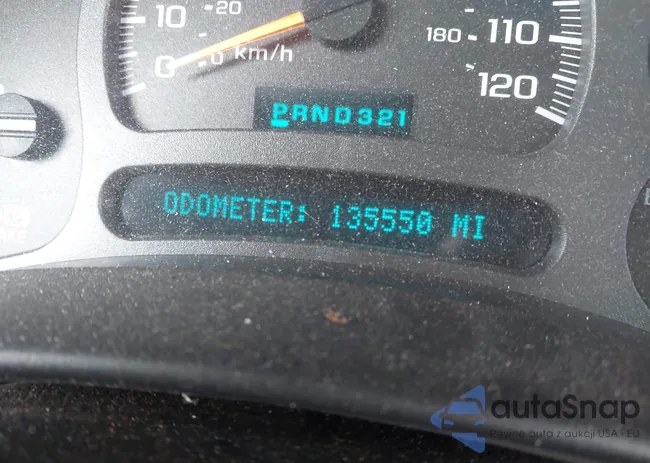 10 20
0 0 km/h
180 110
120
PRND321
ODOMETER: 135550 MI
autaSnap
Pewne auta z aukcji USA i EU